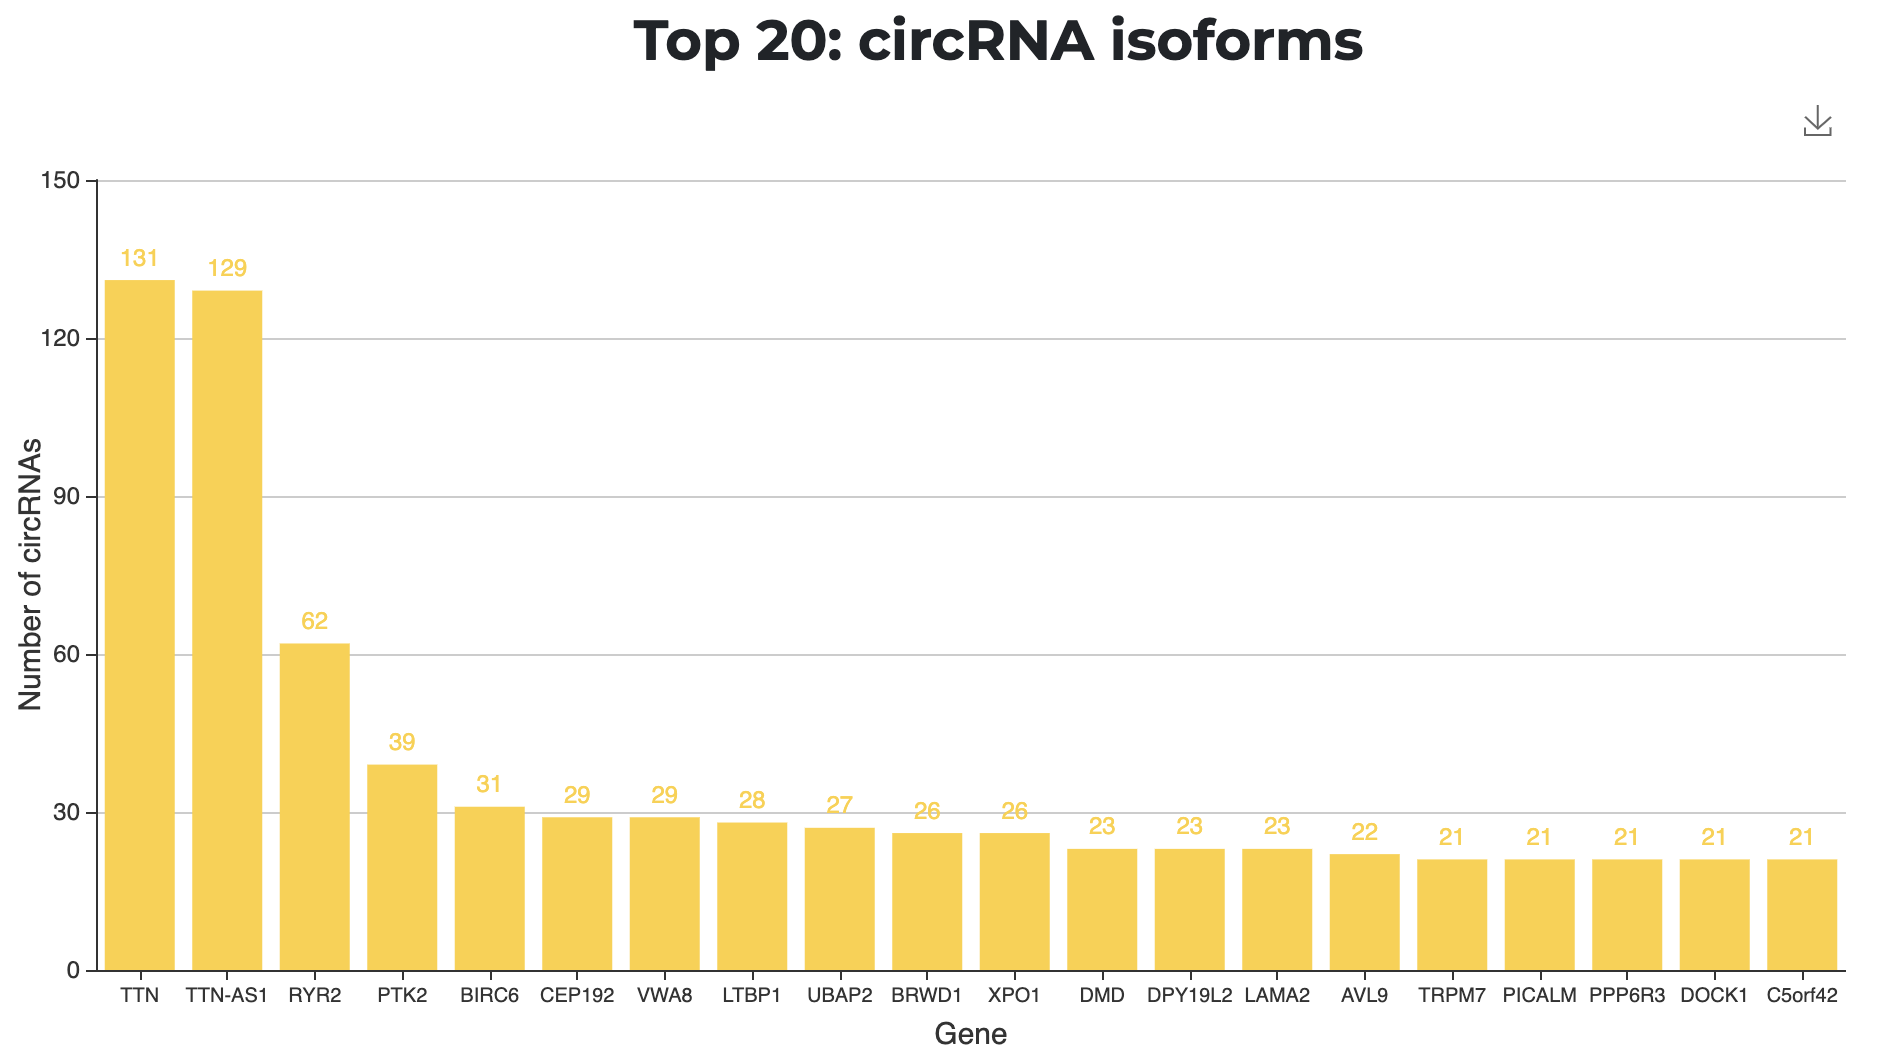 Top 20: circRNA isoforms
150
120
90
60
30
0
Number of circRNAs
131
129
62
39
31
29
29
28
27
26
26
23
23
23
22
21
21
21
21
21
TTN
TTN-AS1
RYR2
PTK2
BIRC6
CEP192
VWA8
LTBP1
UBAP2
BRWD1
XPO1
DMD
DPY19L2
LAMA2
AVL9
TRPM7
PICALM
PPP6R3
DOCK1
C5orf42
Gene